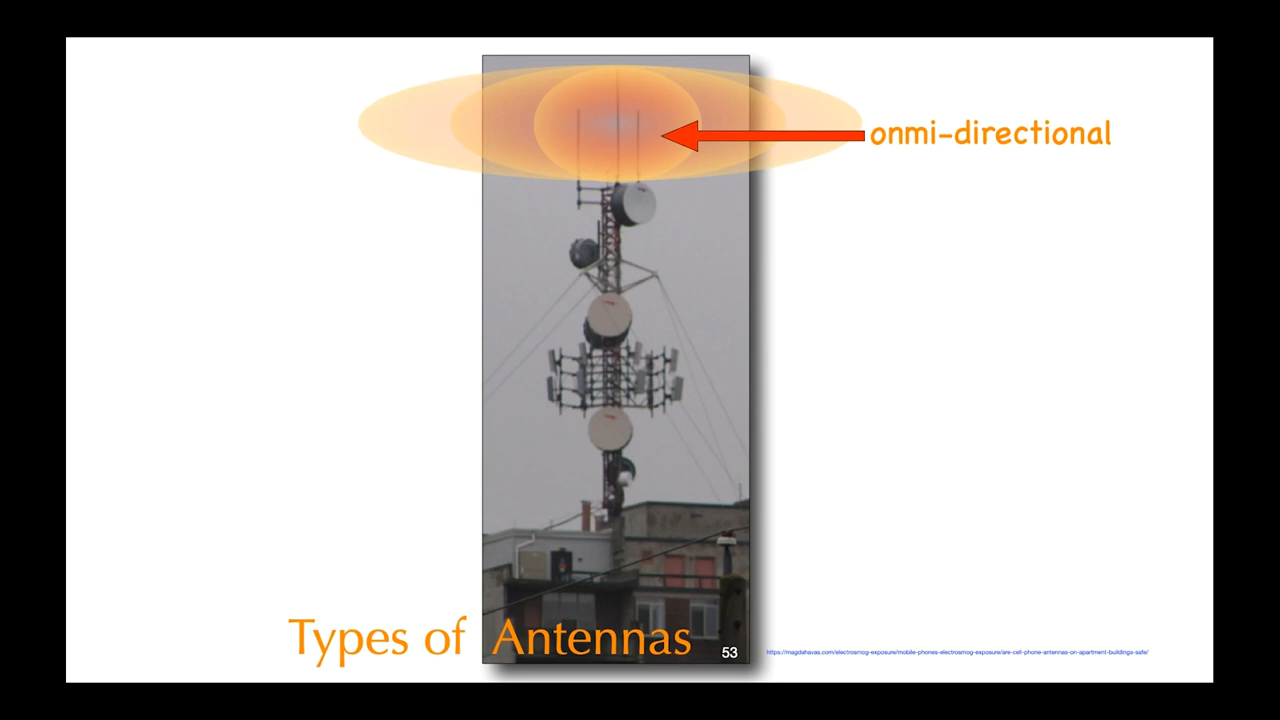 onmi-directional
Types of Antennas
53
https://magdahavas.com/electrosmog-exposure/mobile-phones-electrosmog-exposure/are-cell-phone-antennas-on-apartment-buildings-safe/